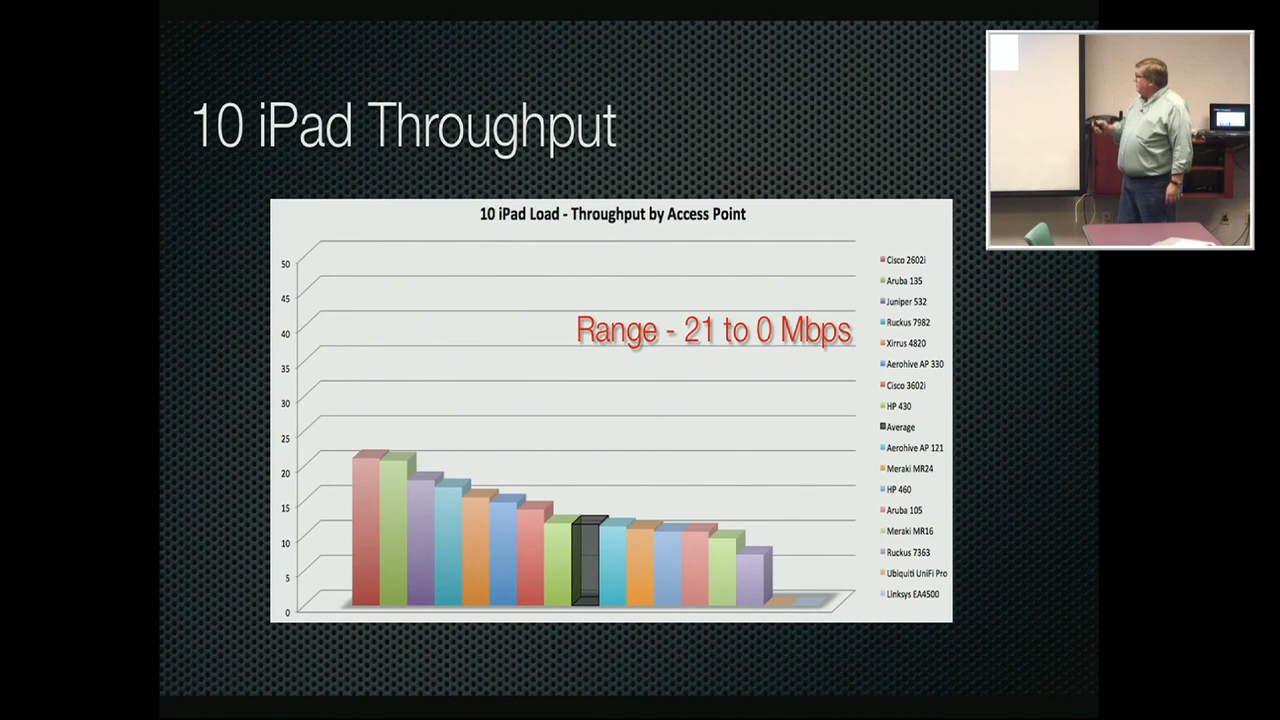 10 iPad Throughput
10 iPad Load - Throughput by Access Point
Range - 21 to 0 Mbps
50
45
40
35
30
25
20
15
10
5
0
Cisco 2602i
Aruba 135
Juniper 532
Ruckus 7982
Xirrus 4820
Aerohive AP 330
Cisco 3602i
HP 430
Average
Aerohive AP 121
Meraki MR24
HP 460
Aruba 105
Meraki MR16
Ruckus 7363
Ubiquiti UniFi Pro
Linksys EA4500